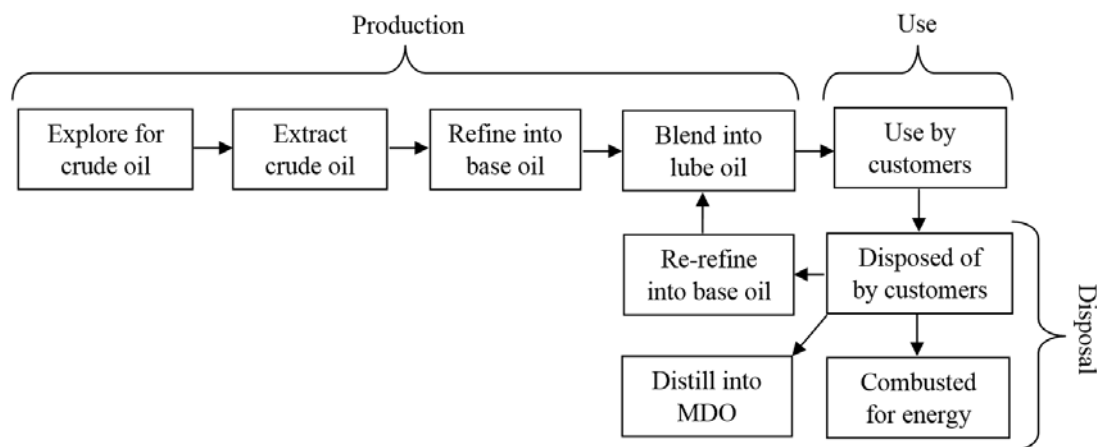 Production
Use
Explore for
crude oil
Extract
crude oil
Refine into
base oil
Blend into
lube oil
Use by
customers
Re-refine
into base oil
Disposed of
by customers
Disposal
Distill into
MDO
Combusted
for energy